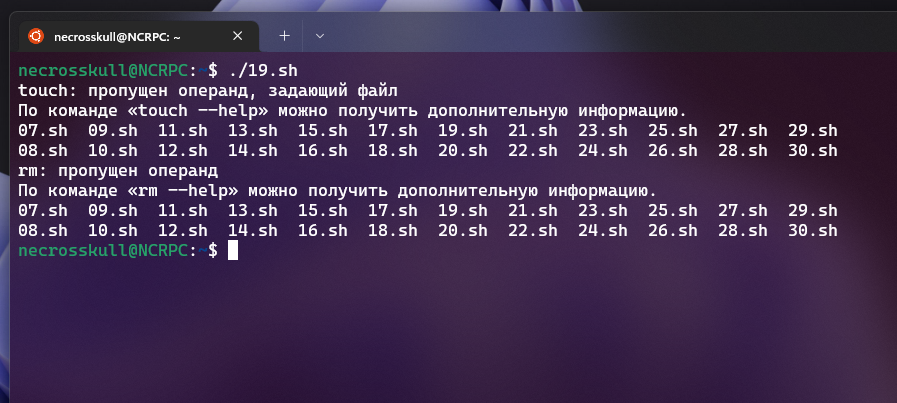 necrosskull@NCRPC: ~
necrosskull@NCRPC:~$ ./19.sh
touch: пропущен операнд, задающий файл
По команде «touch --help» можно получить дополнительную информацию.
07.sh 09.sh 11.sh 13.sh 15.sh 17.sh 19.sh 21.sh 23.sh 25.sh 27.sh 29.sh
08.sh 10.sh 12.sh 14.sh 16.sh 18.sh 20.sh 22.sh 24.sh 26.sh 28.sh 30.sh
rm: пропущен операнд
По команде «rm --help» можно получить дополнительную информацию.
07.sh 09.sh 11.sh 13.sh 15.sh 17.sh 19.sh 21.sh 23.sh 25.sh 27.sh 29.sh
08.sh 10.sh 12.sh 14.sh 16.sh 18.sh 20.sh 22.sh 24.sh 26.sh 28.sh 30.sh
necrosskull@NCRPC:~$